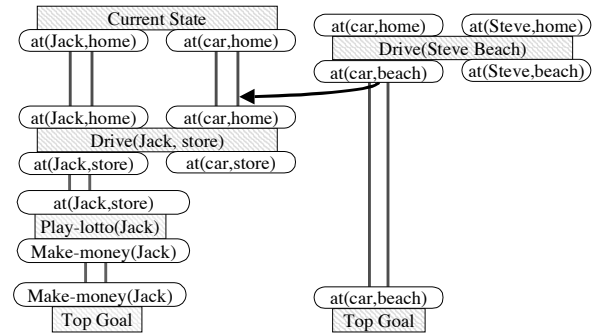 Current State
at(Jack,home) at(car,home)
at(Jack,home) at(car,home)
Drive(Jack, store)
at(Jack,store) at(car,store)
at(Jack,store)
Play-lotto(Jack)
Make-money(Jack)
Make-money(Jack)
Top Goal
at(car,home) at(Steve,home)
Drive(Steve Beach)
at(car,beach) at(Steve,beach)
at(car,beach)
Top Goal